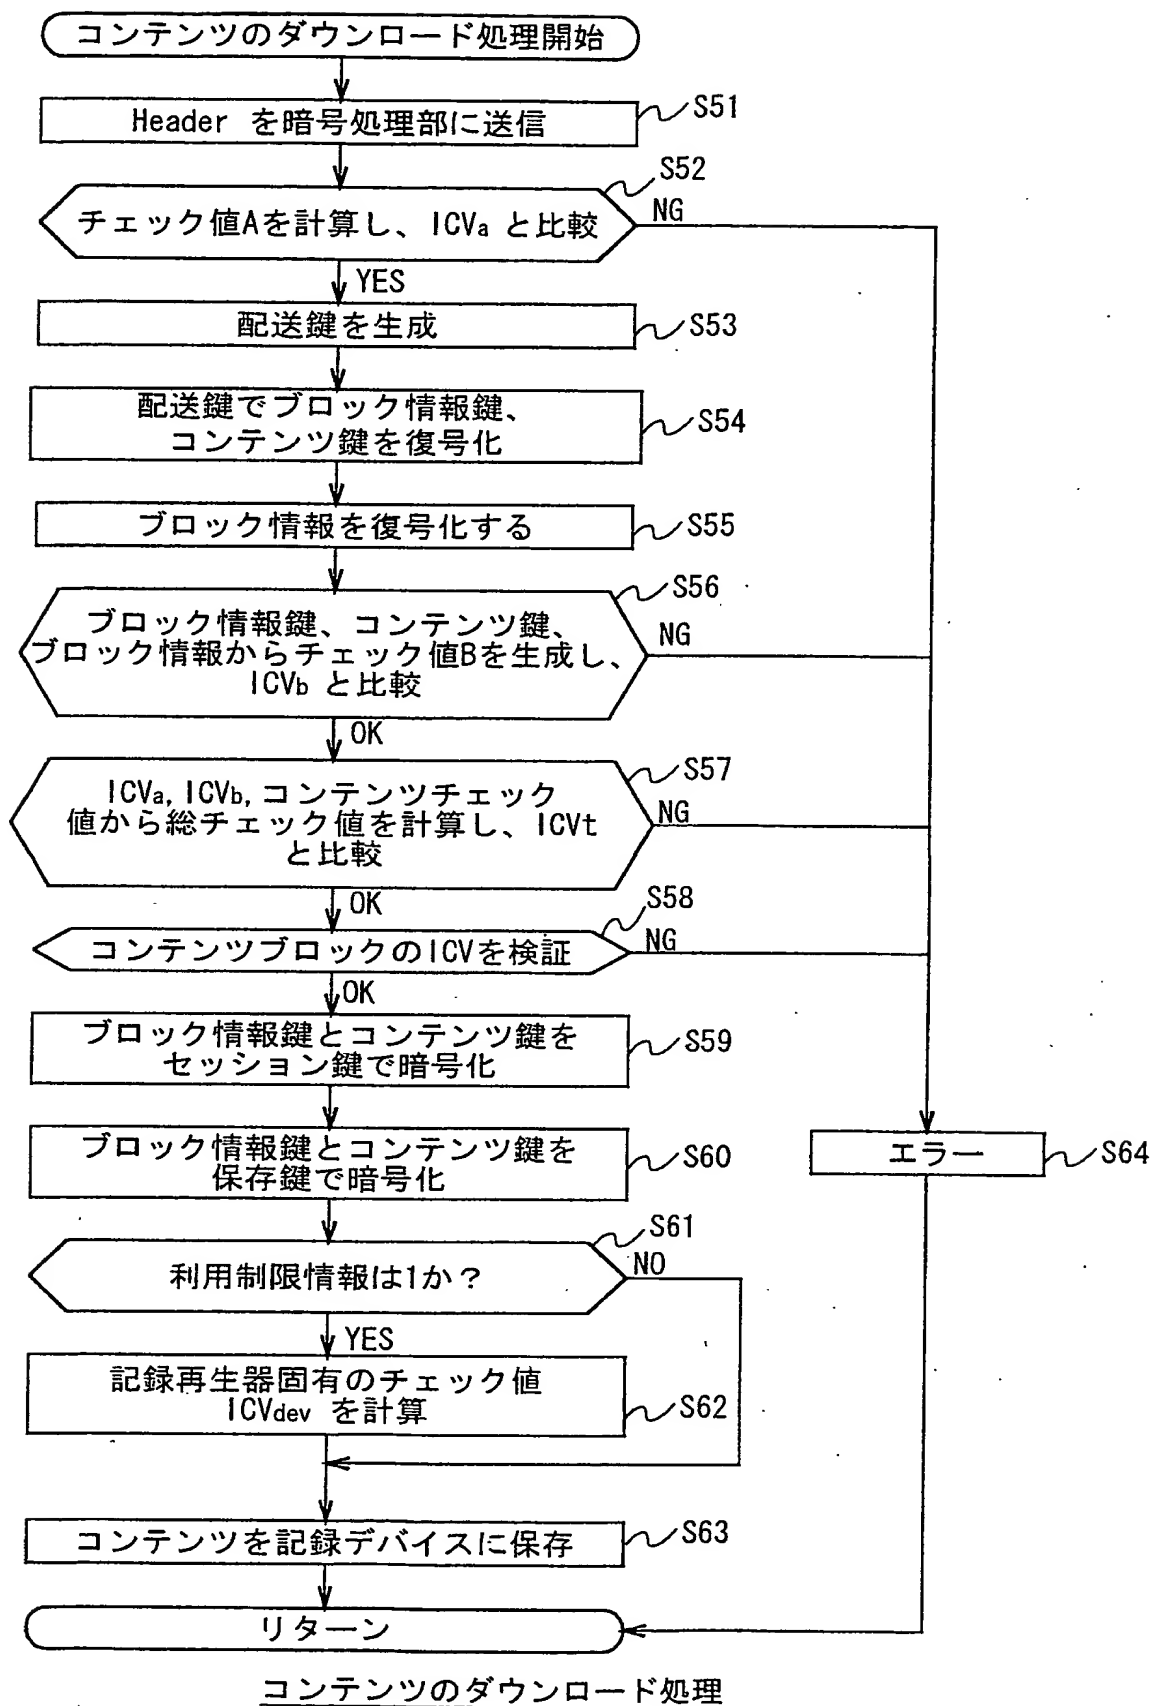 コンテンツのダウンロード処理開始
Header を暗号処理部に送信
S51
S52
チェック値Aを計算し、ICVa と比較
NG
YES
配送鍵を生成
S53
配送鍵でブロック情報鍵、
コンテンツ鍵を復号化
S54
ブロック情報を復号化する
S55
S56
ブロック情報鍵、コンテンツ鍵、
ブロック情報からチェック値Bを生成し、
ICVb と比較
NG
OK
S57
ICVa, ICVb, コンテンツチェック
値から総チェック値を計算し、ICVt
と比較
NG
OK
S58
コンテンツブロックのICVを検証
NG
OK
ブロック情報鍵とコンテンツ鍵を
セッション鍵で暗号化
S59
ブロック情報鍵とコンテンツ鍵を
保存鍵で暗号化
S60
エラー
S64
S61
利用制限情報は1か?
NO
YES
記録再生器固有のチェック値
ICVdev を計算
S62
コンテンツを記録デバイスに保存
S63
リターン
コンテンツのダウンロード処理